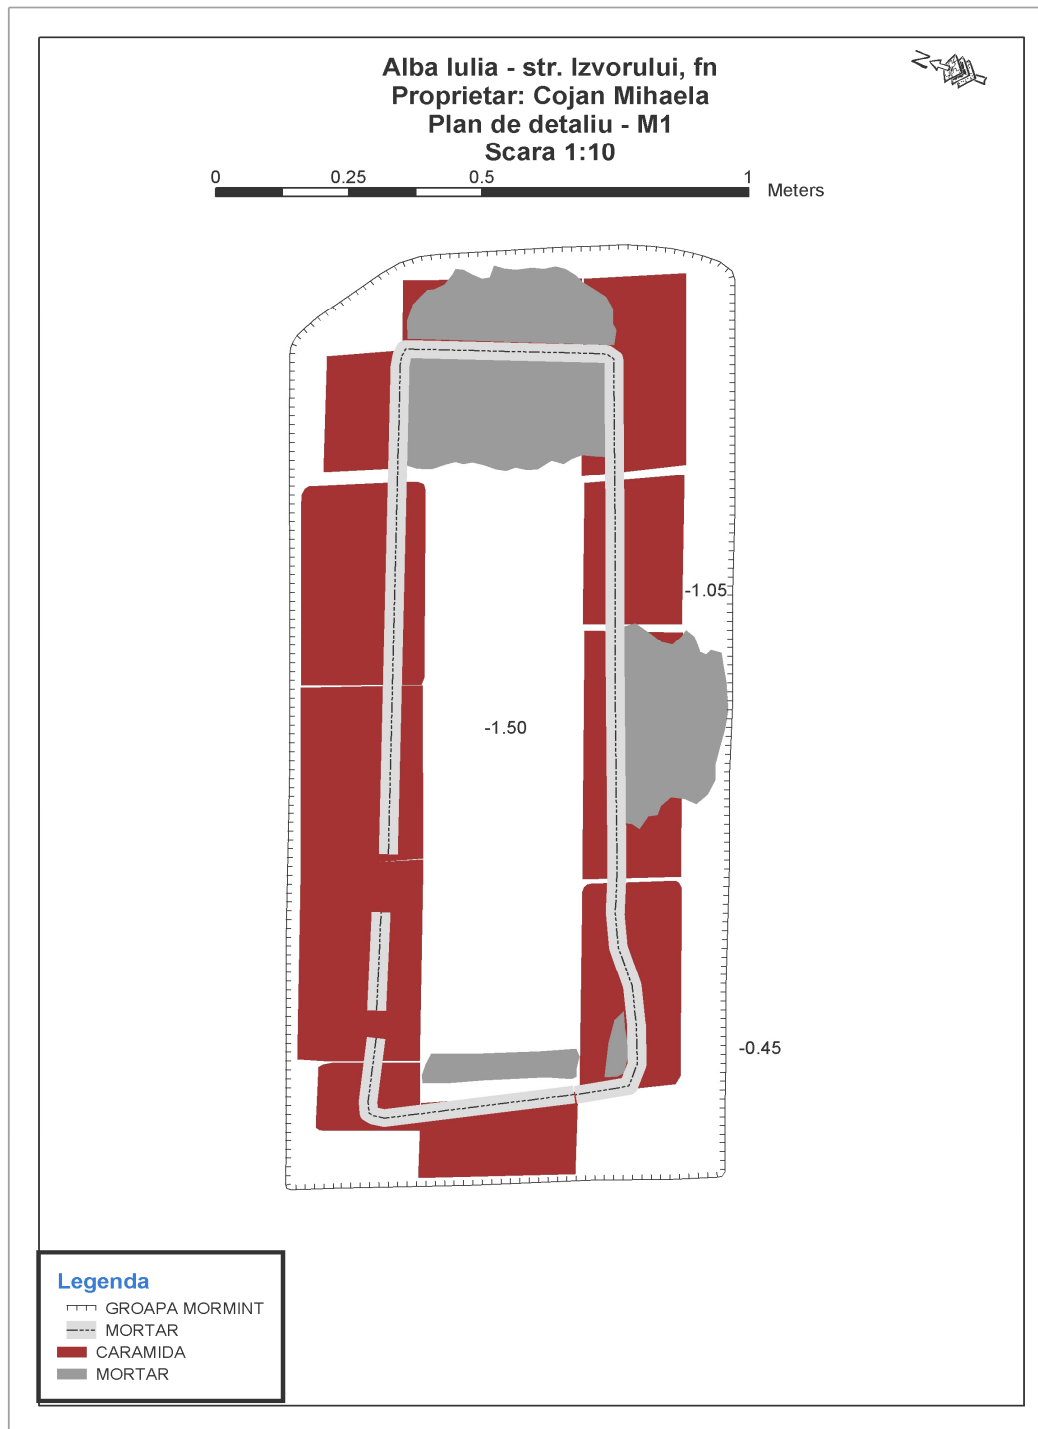 Alba Iulia - str. Izvorului, fn
Proprietar: Cojan Mihaela
Plan de detaliu - M1
Scara 1:10
0 0.25 0.5 1 Meters
N
-1.05
-1.50
-0.45
Legenda
GROAPA MORMINT
MORTAR
CARAMIDA
MORTAR